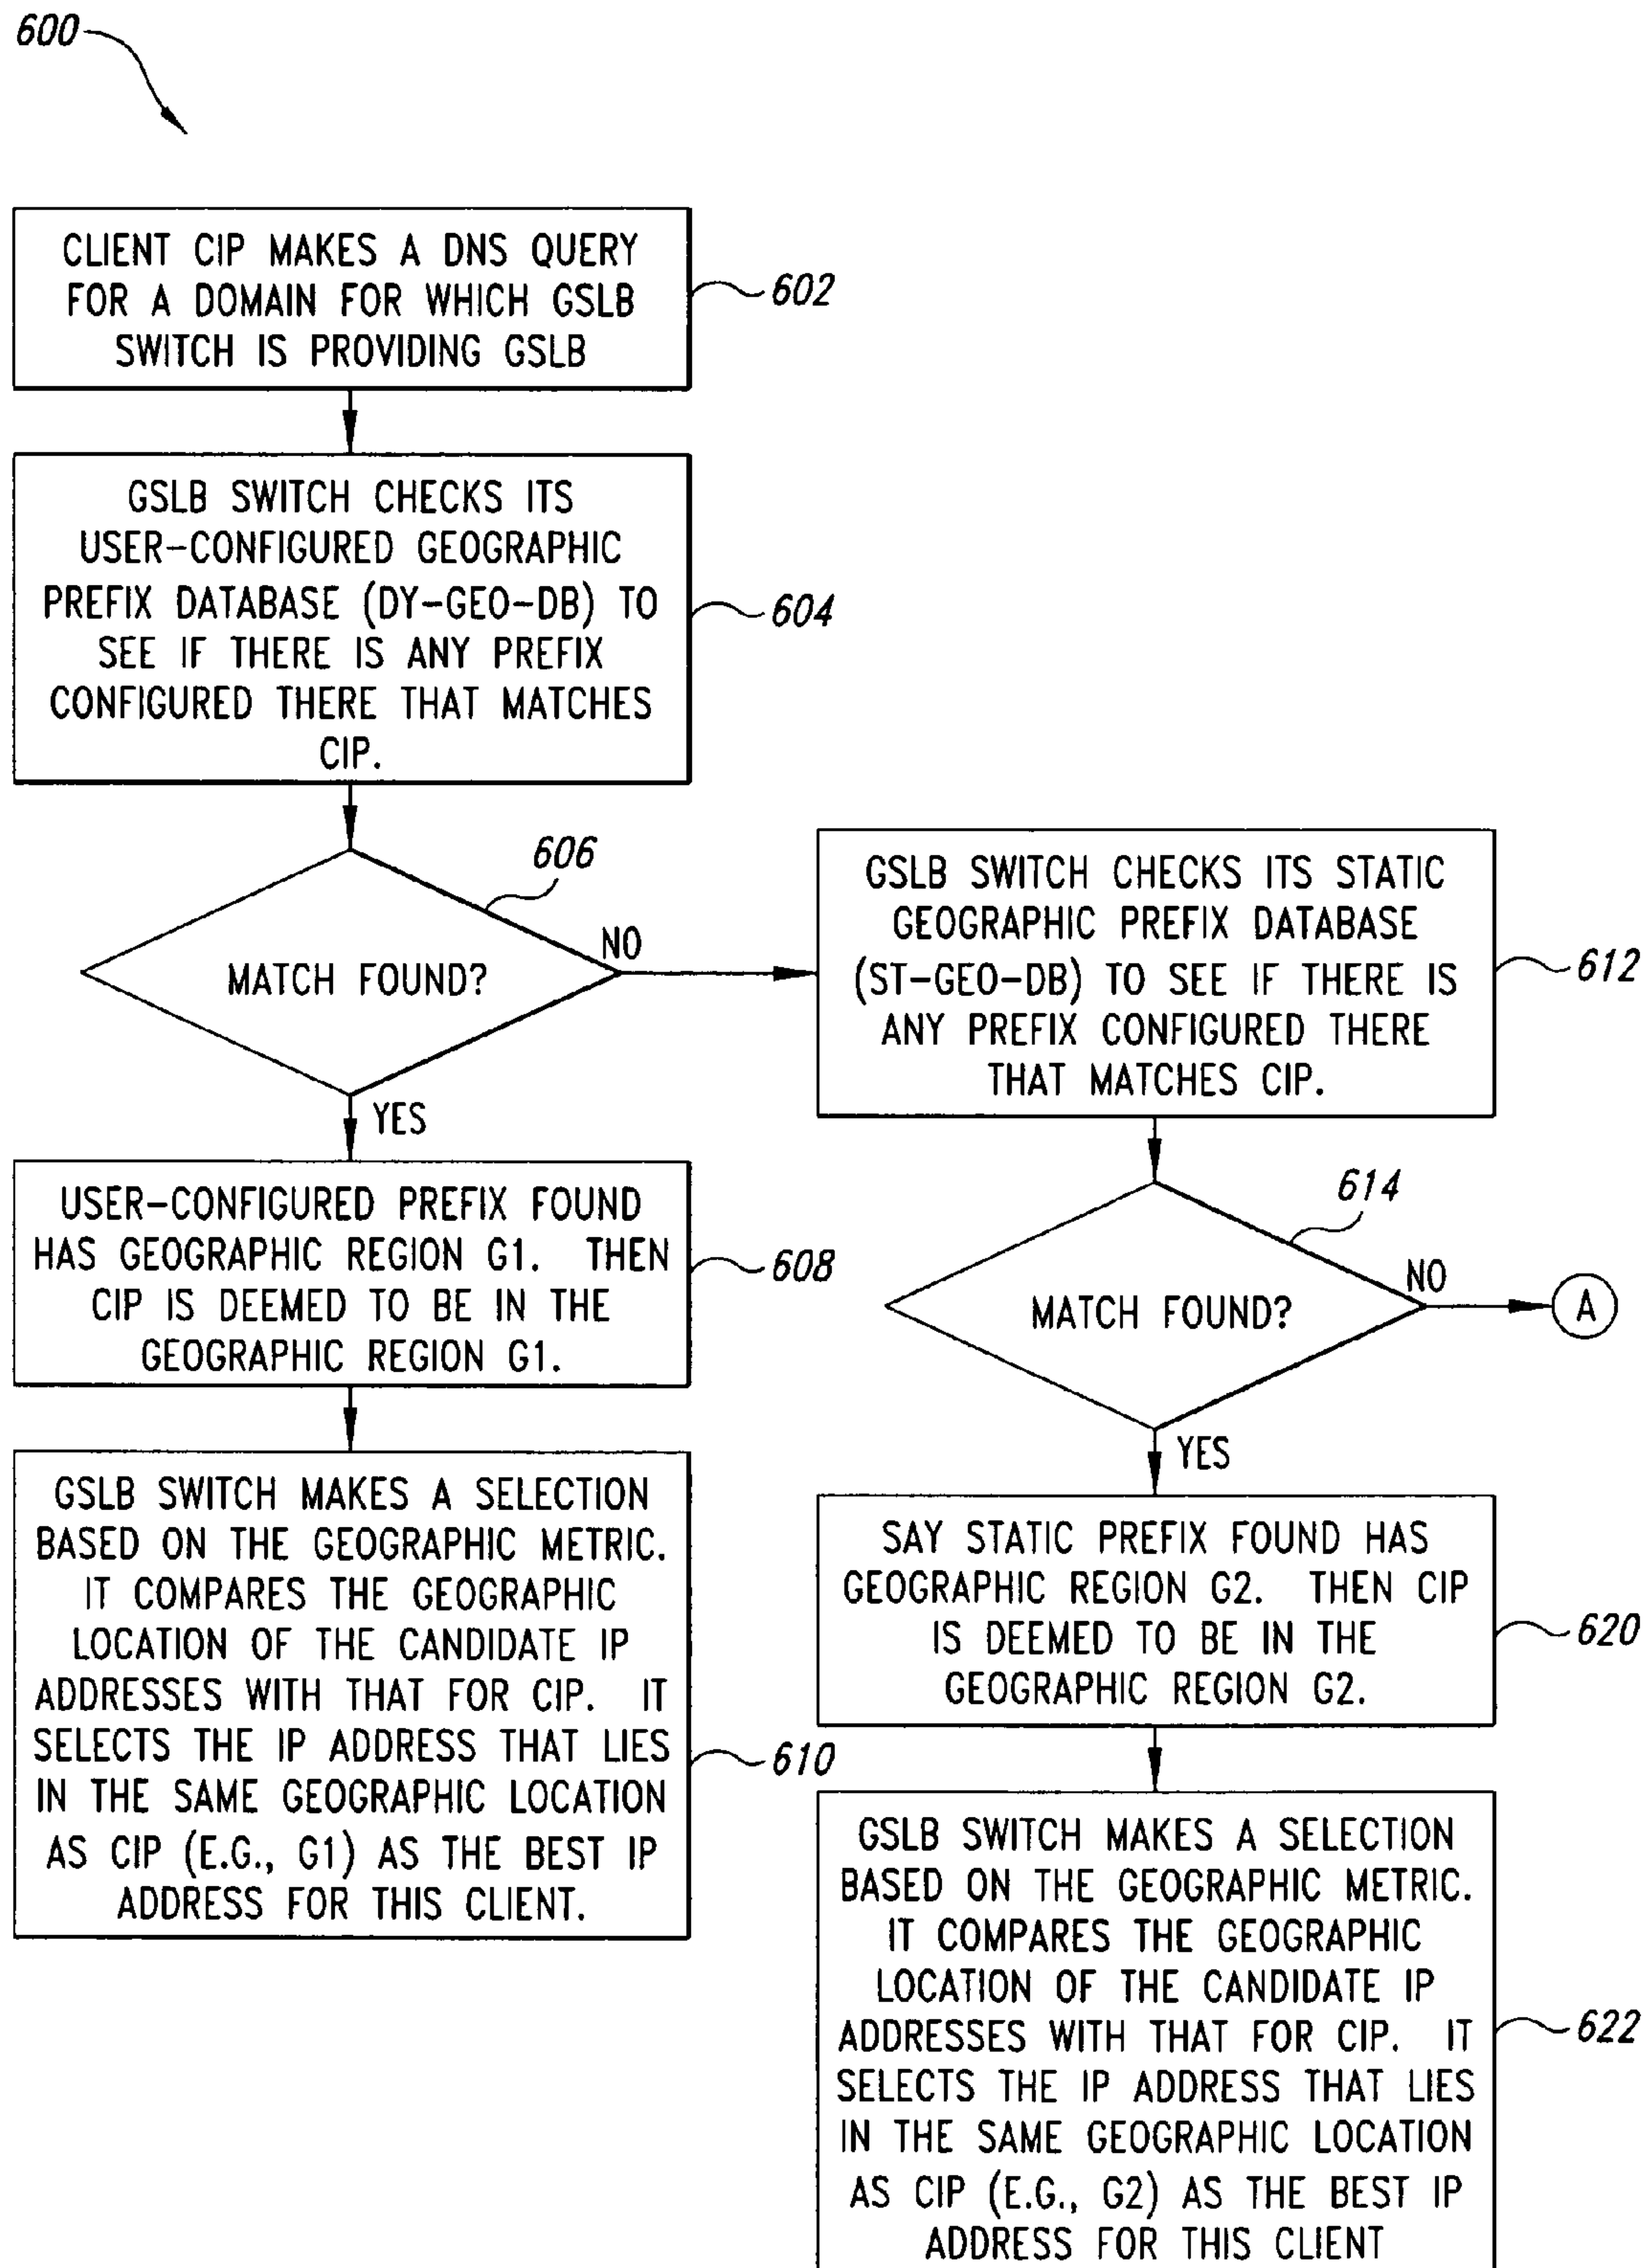 600
CLIENT CIP MAKES A DNS QUERY
FOR A DOMAIN FOR WHICH GSLB
SWITCH IS PROVIDING GSLB
602
GSLB SWITCH CHECKS ITS
USER-CONFIGURED GEOGRAPHIC
PREFIX DATABASE (DY-GEO-DB) TO
SEE IF THERE IS ANY PREFIX
CONFIGURED THERE THAT MATCHES
CIP.
604
606
MATCH FOUND?
NO
YES
USER-CONFIGURED PREFIX FOUND
HAS GEOGRAPHIC REGION G1. THEN
CIP IS DEEMED TO BE IN THE
GEOGRAPHIC REGION G1.
608
GSLB SWITCH MAKES A SELECTION
BASED ON THE GEOGRAPHIC METRIC.
IT COMPARES THE GEOGRAPHIC
LOCATION OF THE CANDIDATE IP
ADDRESSES WITH THAT FOR CIP. IT
SELECTS THE IP ADDRESS THAT LIES
IN THE SAME GEOGRAPHIC LOCATION
AS CIP (E.G., G1) AS THE BEST IP
ADDRESS FOR THIS CLIENT.
610
GSLB SWITCH CHECKS ITS STATIC
GEOGRAPHIC PREFIX DATABASE
(ST-GEO-DB) TO SEE IF THERE IS
ANY PREFIX CONFIGURED THERE
THAT MATCHES CIP.
612
614
MATCH FOUND?
NO
A
YES
SAY STATIC PREFIX FOUND HAS
GEOGRAPHIC REGION G2. THEN CIP
IS DEEMED TO BE IN THE
GEOGRAPHIC REGION G2.
620
GSLB SWITCH MAKES A SELECTION
BASED ON THE GEOGRAPHIC METRIC.
IT COMPARES THE GEOGRAPHIC
LOCATION OF THE CANDIDATE IP
ADDRESSES WITH THAT FOR CIP. IT
SELECTS THE IP ADDRESS THAT LIES
IN THE SAME GEOGRAPHIC LOCATION
AS CIP (E.G., G2) AS THE BEST IP
ADDRESS FOR THIS CLIENT
622